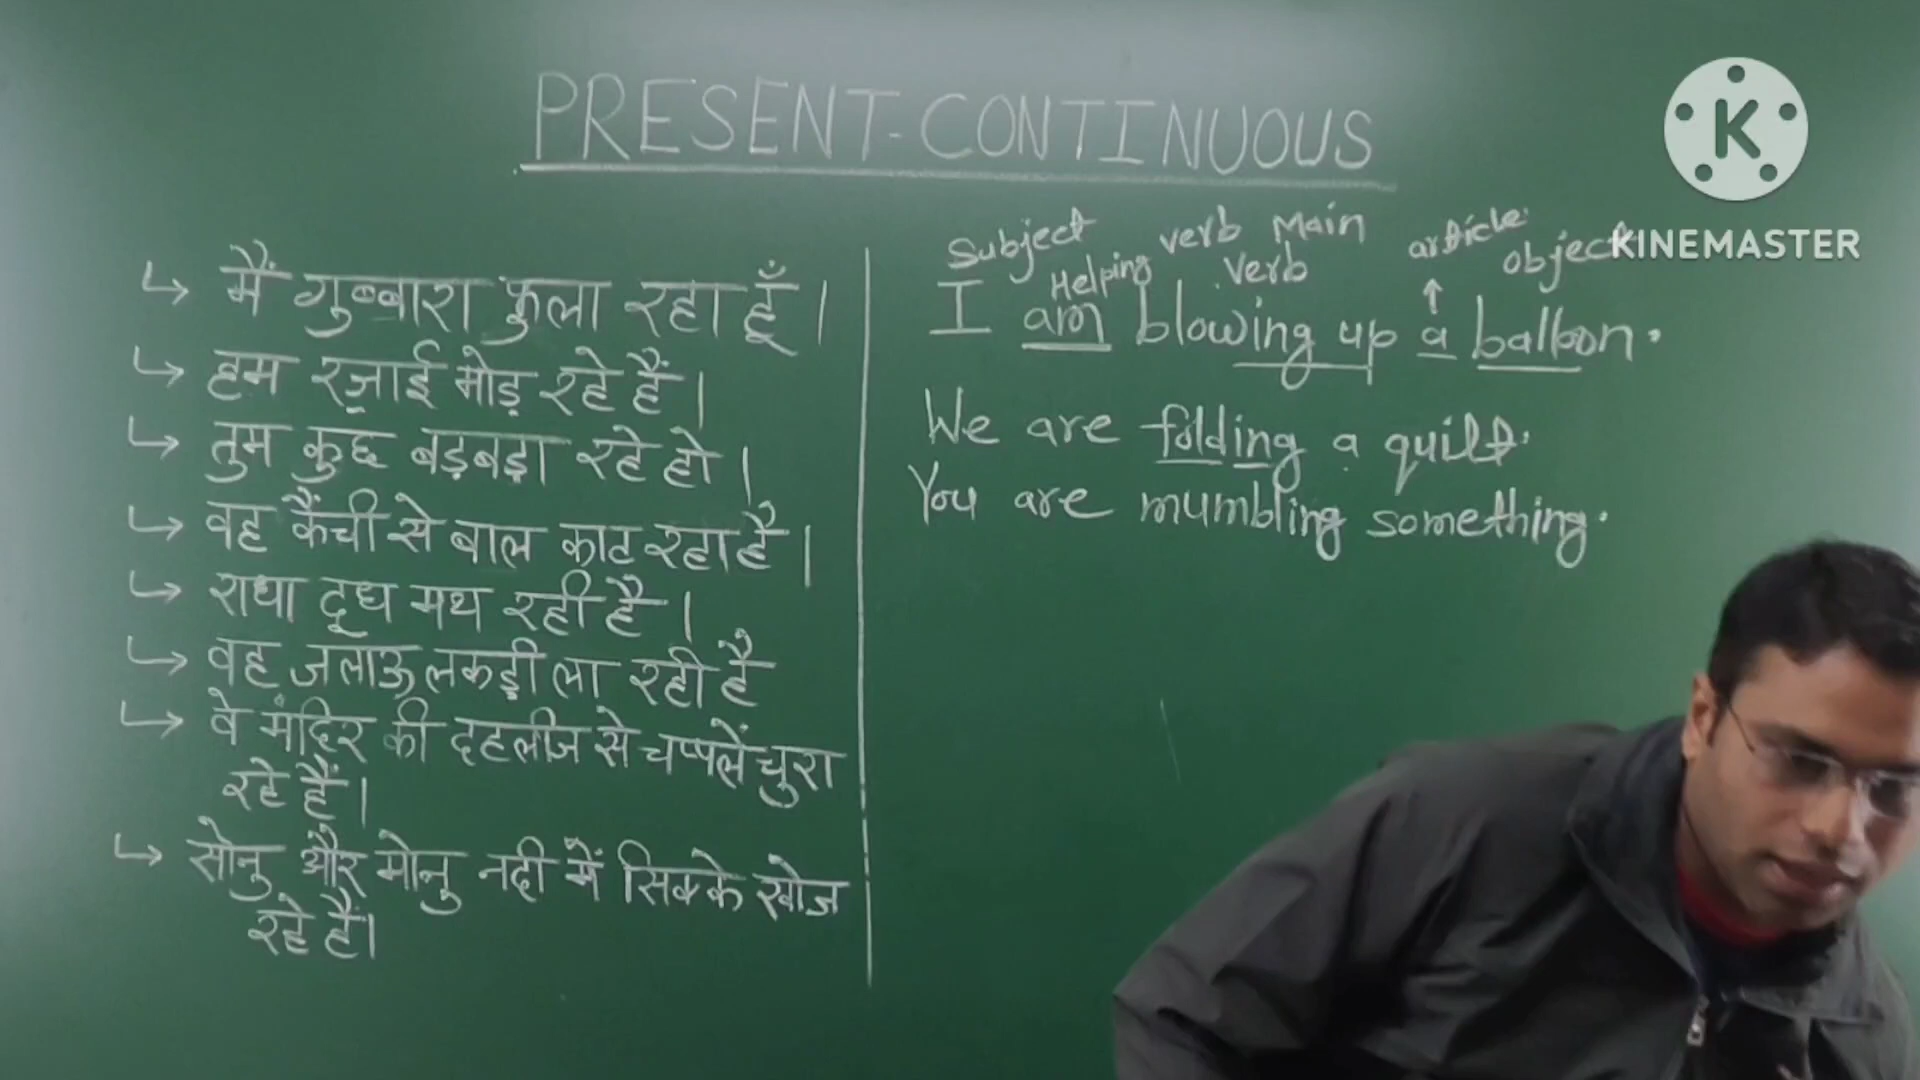 PRESENT-CONTINUOUS
K
KINEMASTER
↳ मैं गुब्बारा फुला रहा हूँ।
↳ हम रज़ाई मोड़ रहे हैं।
↳ तुम कुछ बड़बड़ा रहे हो।
↳ वह कैंची से बाल काट रहा है।
↳ राधा दूध मथ रही है।
↳ वह जलाऊ लकड़ी ला रही है
↳ वे मंदिर की दहलीज से चप्पलें चुरा
रहे हैं।
↳ सोनु और मोनु नदी में सिक्के खोज
रहे हैं।
Subject Helping verb Main Verb article object
I am blowing up a balloon.
We are folding a quilt.
You are mumbling something.